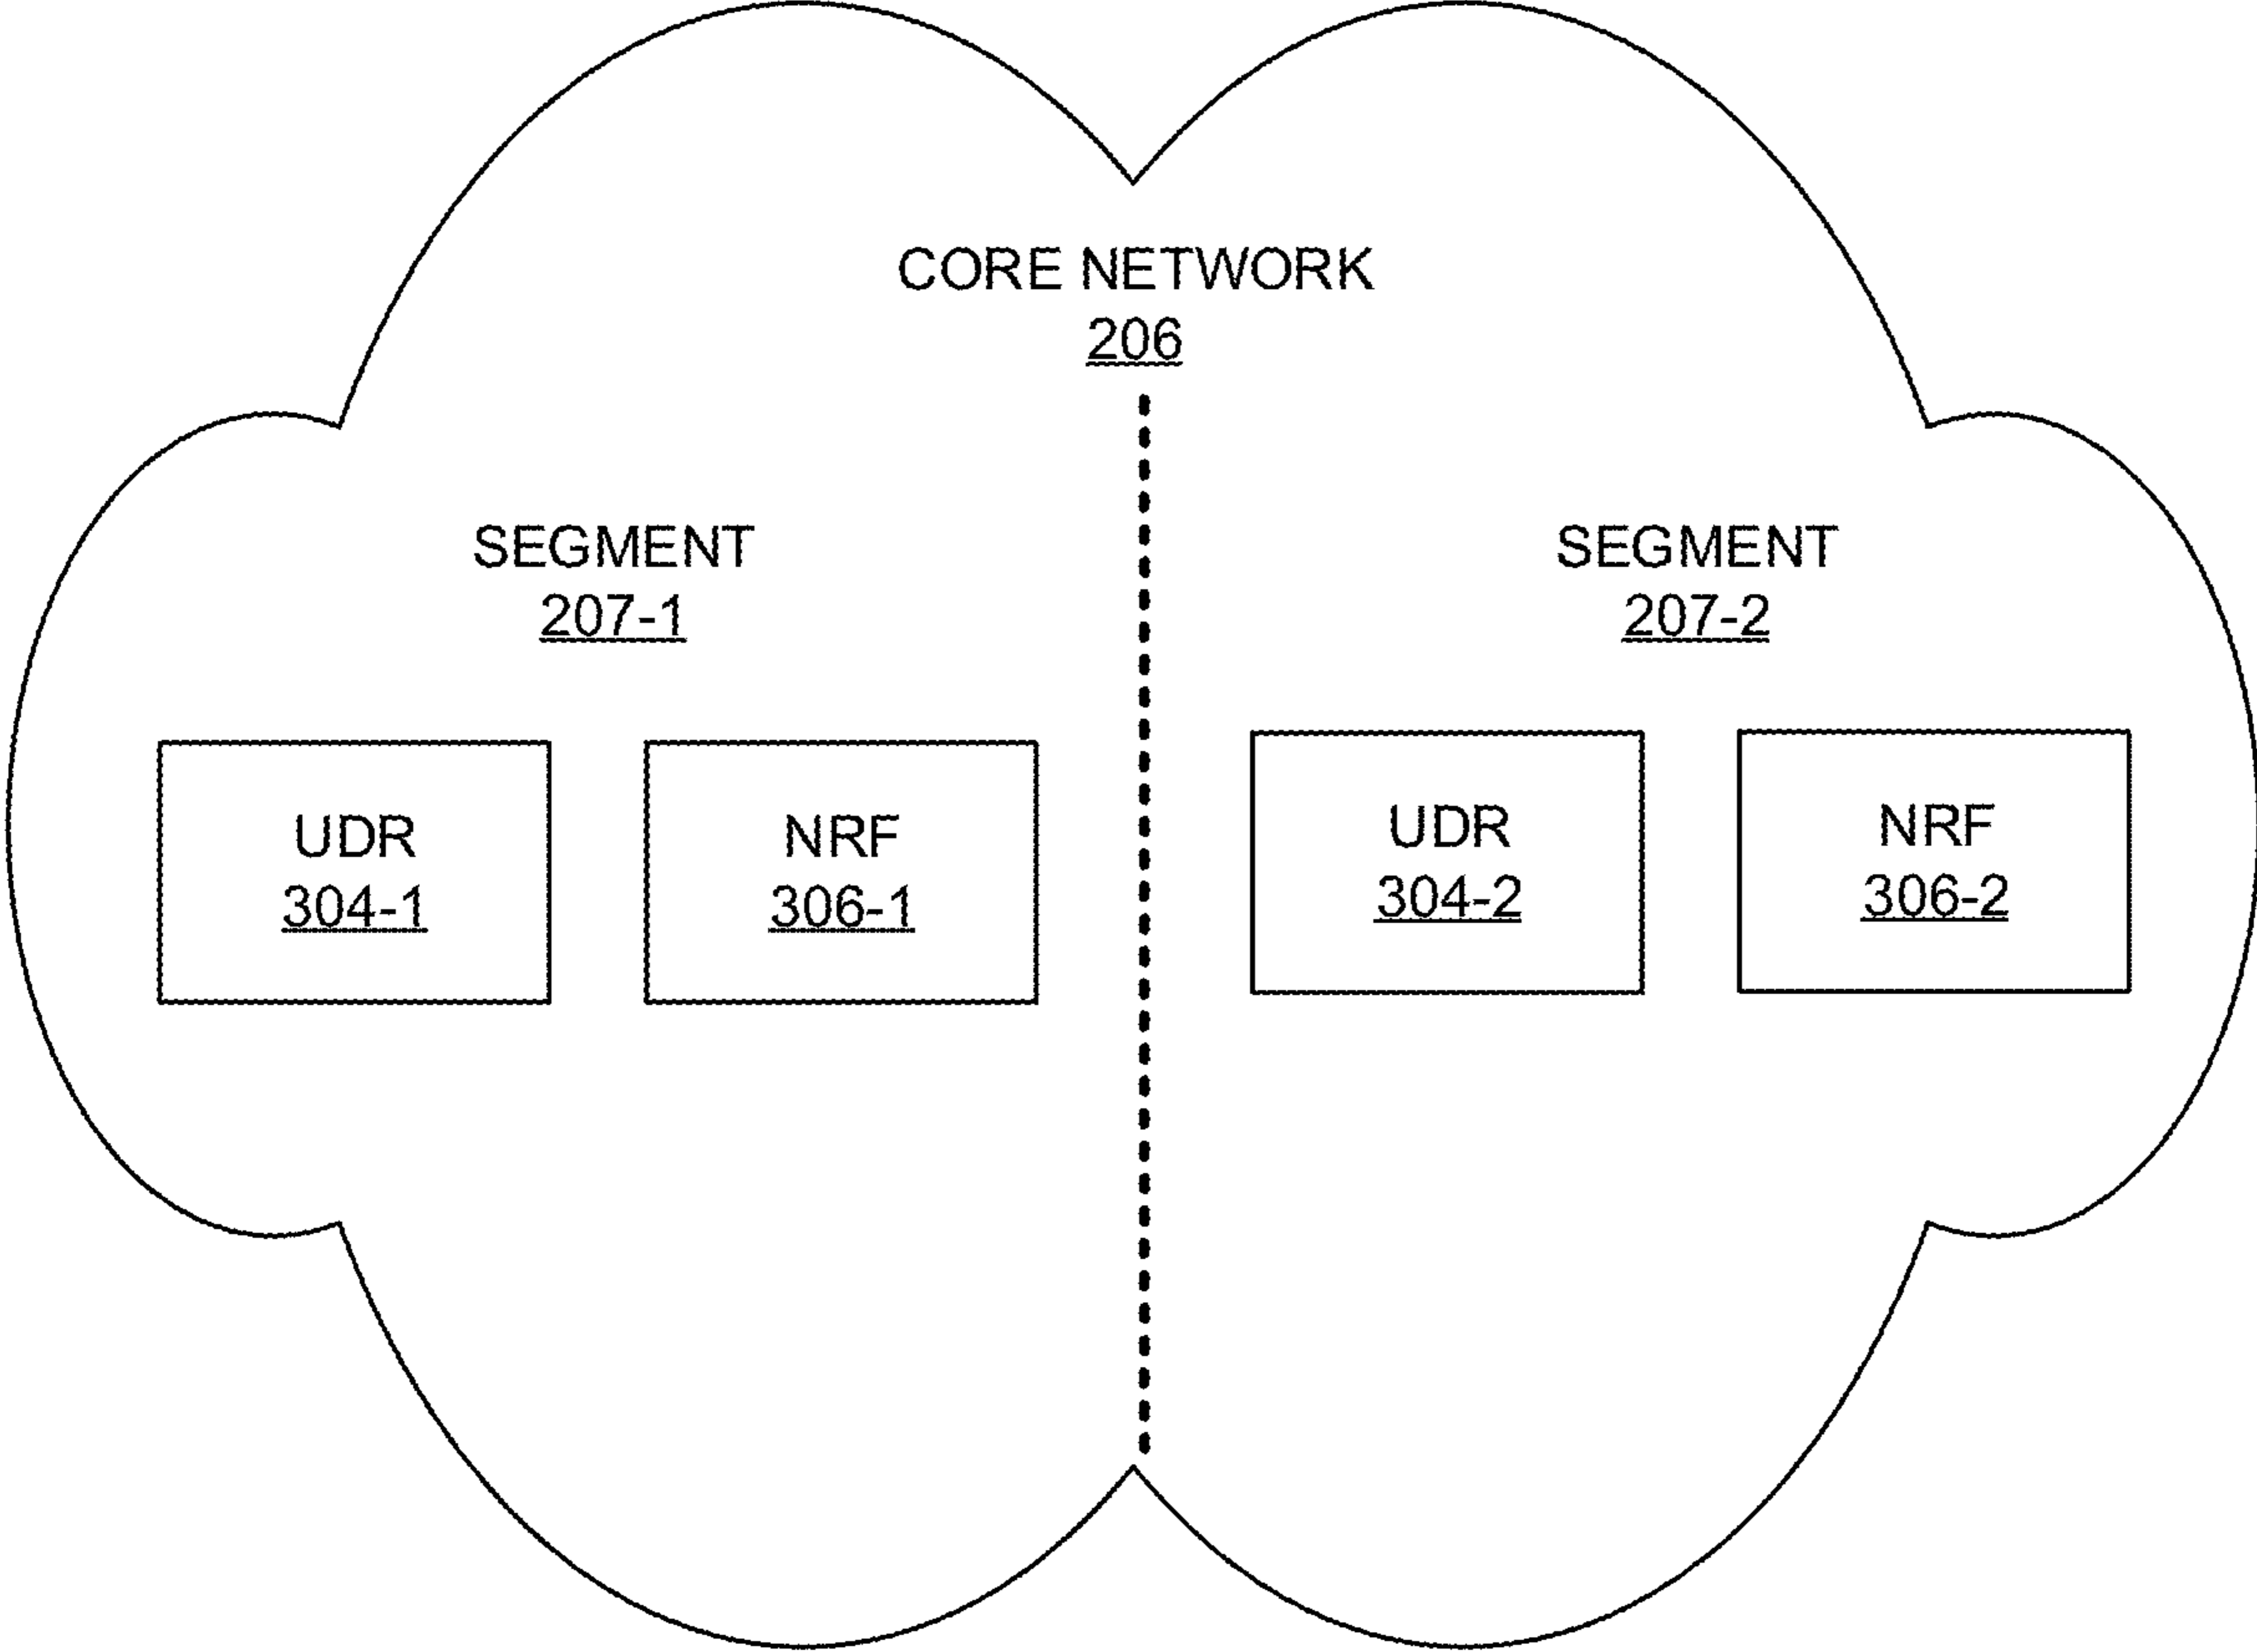 CORE NETWORK
206
SEGMENT
207-1
SEGMENT
207-2
UDR
304-1
NRF
306-1
UDR
304-2
NRF
306-2